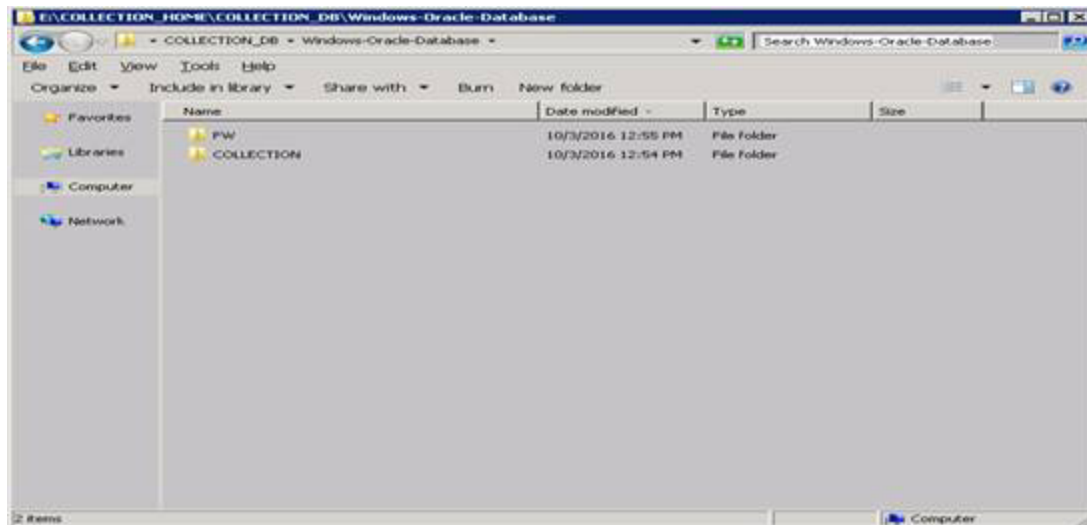 E:\COLLECTION_HOME\COLLECTION_DB\Windows-Oracle-Database
COLLECTION_DB Windows-Oracle-Database
Search Windows-Oracle-Database
File Edit View Tools Help
Organize Include in library Share with Burn New folder
Name Date modified Type Size
Favorites
Libraries
Computer
Network
PW 10/3/2016 12:55 PM File folder
COLLECTION 10/3/2016 12:54 PM File folder
2 items
Computer